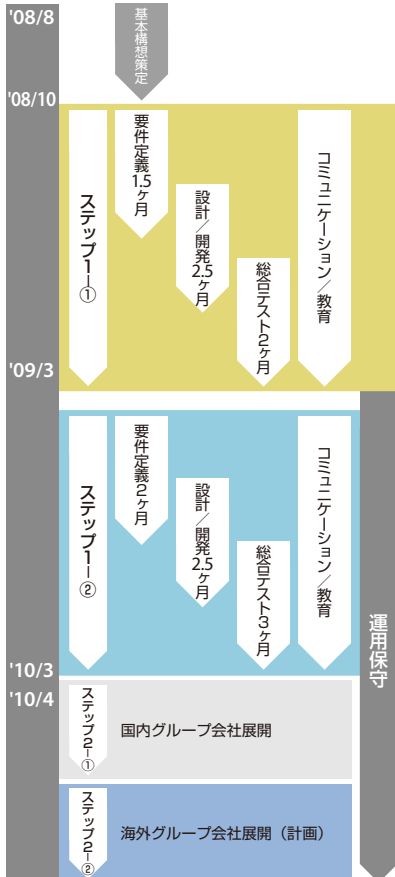 '08/8
基本構想策定
'08/10
ステップ1–①
要件定義1.5ヶ月
設計／開発2.5ヶ月
総合テスト2ヶ月
コミュニケーション／教育
'09/3
ステップ1–②
要件定義2ヶ月
設計／開発2.5ヶ月
総合テスト3ヶ月
コミュニケーション／教育
運用保守
'10/3
'10/4
ステップ2–①
国内グループ会社展開
ステップ2–②
海外グループ会社展開（計画）